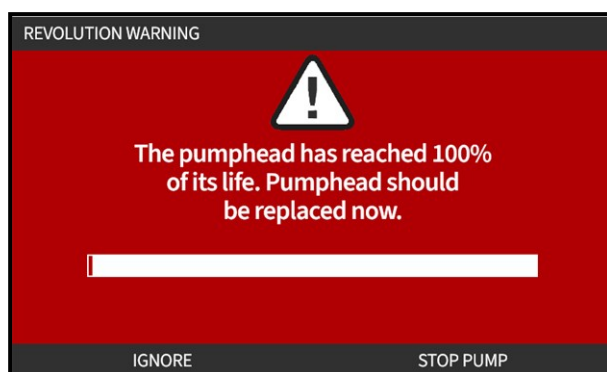 REVOLUTION WARNING
!
The pumphead has reached 100%
of its life. Pumphead should
be replaced now.
IGNORE STOP PUMP